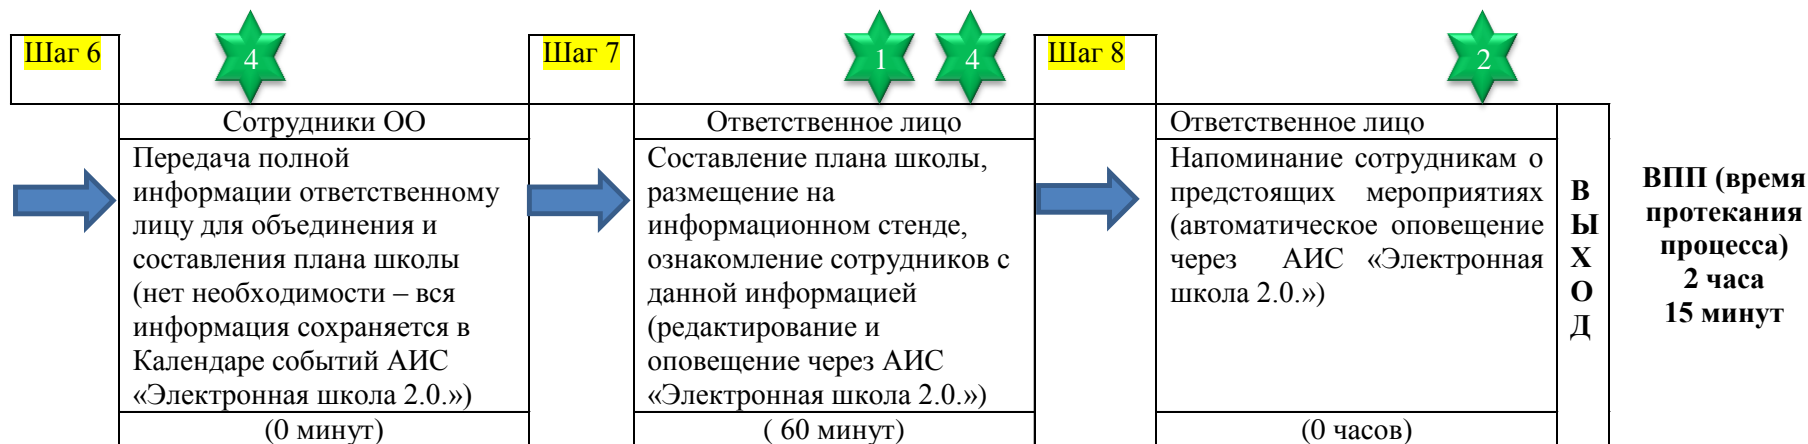 Шаг 6
4
Шаг 7
1
4
Шаг 8
2
Сотрудники ОО
Передача полной
информации ответственному
лицу для объединения и
составления плана школы
(нет необходимости – вся
информация сохраняется в
Календаре событий АИС
«Электронная школа 2.0.»)
(0 минут)
Ответственное лицо
Составление плана школы,
размещение на
информационном стенде,
ознакомление сотрудников с
данной информацией
(редактирование и
оповещение через АИС
«Электронная школа 2.0.»)
( 60 минут)
Ответственное лицо
Напоминание сотрудникам о
предстоящих мероприятиях
(автоматическое оповещение
через АИС «Электронная
школа 2.0.»)
(0 часов)
В
Ы
Х
О
Д
ВПП (время
протекания
процесса)
2 часа
15 минут